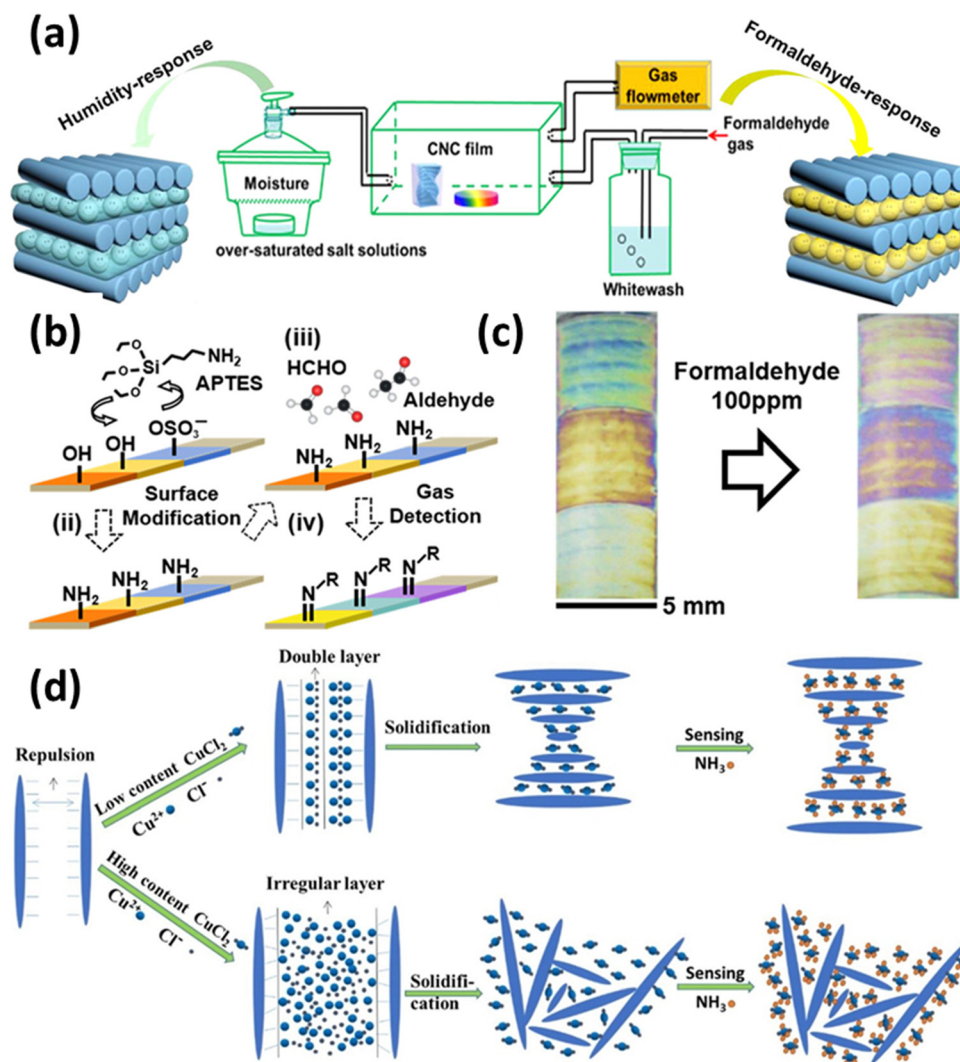 (a)
Humidity-response
Moisture
over-saturated salt solutions
CNC film
Gas
flowmeter
Formaldehyde
gas
Whitewash
Formaldehyde-response
(b)
O
O
O
Si
NH₂
APTES
OH
OH
OSO₃⁻
(ii)
Surface
Modification
NH₂
NH₂
NH₂
(iii)
HCHO
Aldehyde
NH₂
NH₂
NH₂
(iv)
Gas
Detection
N-R
N-R
N-R
(c)
Formaldehyde
100ppm
5 mm
(d)
Repulsion
Low content CuCl₂
Cu²⁺
Cl⁻
Double layer
Solidification
Sensing
NH₃
High content CuCl₂
Cu²⁺
Cl⁻
Irregular layer
Solidifi-
cation
Sensing
NH₃